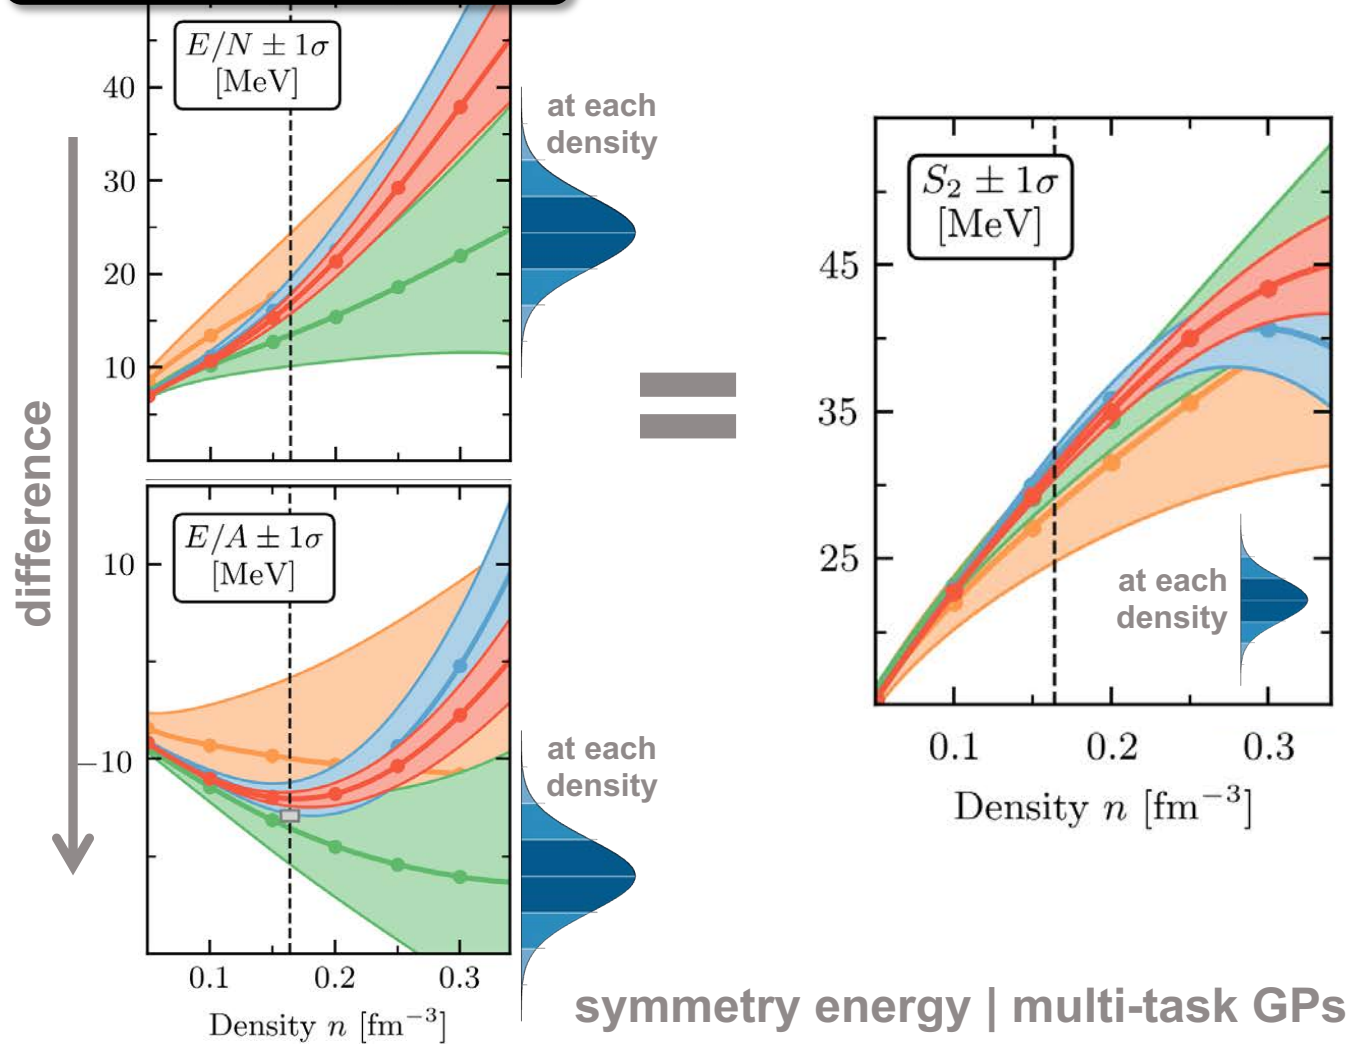 E/N ± 1σ
[MeV]
40
30
20
10
at each
density
difference
E/A ± 1σ
[MeV]
10
−10
at each
density
0.1 0.2 0.3
Density n [fm⁻³]
S₂ ± 1σ
[MeV]
45
35
25
at each
density
0.1 0.2 0.3
Density n [fm⁻³]
symmetry energy | multi-task GPs